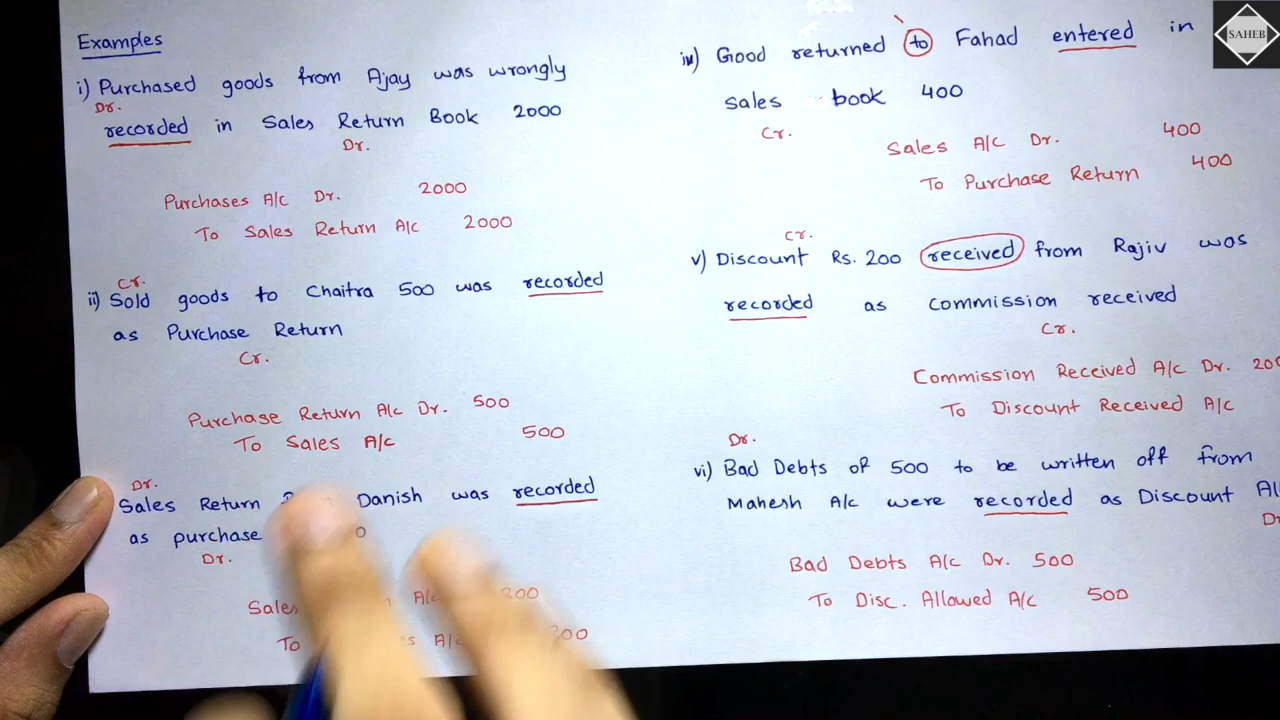 Examples
i) Purchased goods from Ajay was wrongly
Dr.
recorded in Sales Return Book 2000
Dr.
Purchases A/c Dr. 2000
To Sales Return A/c 2000
Cr.
ii) Sold goods to Chaitra 500 was recorded
as Purchase Return
Cr.
Purchase Return A/c Dr. 500
To Sales A/c 500
Dr.
Sales Return Danish was recorded
as purchase
Dr.
Sales A/c
To A/c
iv) Good returned to Fahad entered in
sales book 400
Cr.
Sales A/c Dr. 400
To Purchase Return 400
Cr.
v) Discount Rs. 200 received from Rajiv was
recorded as commission received
Cr.
Commission Received A/c Dr.
To Discount Received A/c
Dr.
vi) Bad Debts of 500 to be written off from
Mahesh A/c were recorded as Discount
Bad Debts A/c Dr. 500
To Disc. Allowed A/c 500
SAHEB